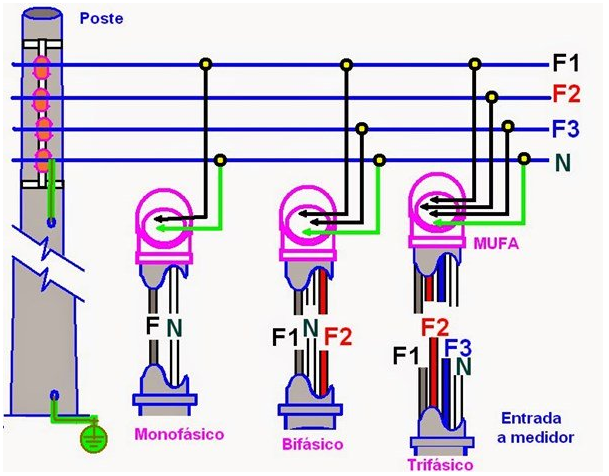 Poste
F1
F2
F3
N
MUFA
F N
F1 N F2
F2
F1 F3
N
Monofásico
Bifásico
Trifásico
Entrada
a medidor